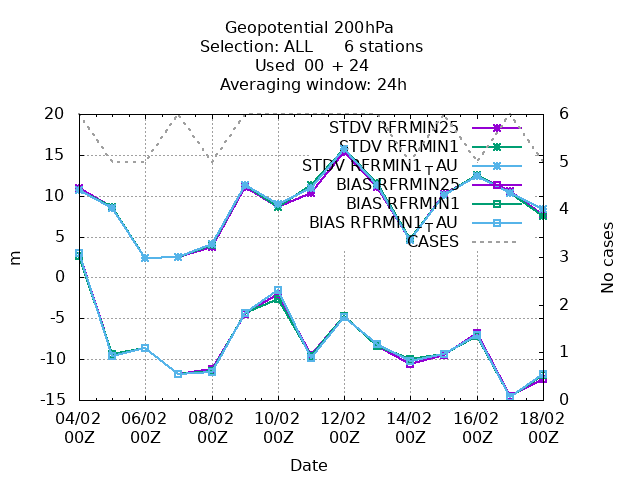 Geopotential 200hPa
Selection: ALL      6 stations
Used  00 + 24
Averaging window: 24h
20
15
10
5
0
-5
-10
-15
m
6
5
4
3
2
1
0
No cases
STDV RFRMIN25
STDV RFRMIN1
STDV RFRMIN1TAU
BIAS RFRMIN25
BIAS RFRMIN1
BIAS RFRMIN1TAU
CASES
04/02 06/02 08/02 10/02 12/02 14/02 16/02 18/02
00Z 00Z 00Z 00Z 00Z 00Z 00Z 00Z
Date